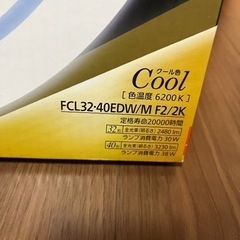 クール色
Cool
[色温度 6200K]
FCL32・40EDW/M F2/2K
定格寿命20000時間
32形 全光束(明るさ) 2480 lm
ランプ消費電力 30 W
40形 全光束(明るさ) 3230 lm
ランプ消費電力 38 W